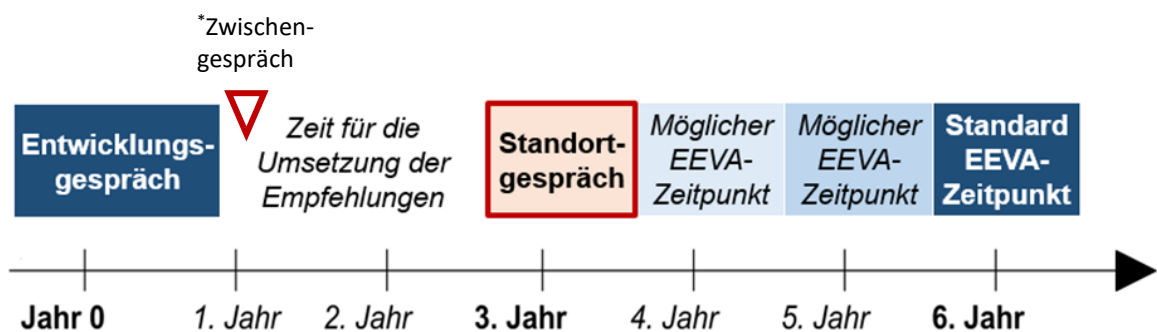 *Zwischen-
gespräch
Entwicklungs-
gespräch
Zeit für die
Umsetzung der
Empfehlungen
Standort-
gespräch
Möglicher
EEVA-
Zeitpunkt
Möglicher
EEVA-
Zeitpunkt
Standard
EEVA-
Zeitpunkt
Jahr 0
1. Jahr
2. Jahr
3. Jahr
4. Jahr
5. Jahr
6. Jahr